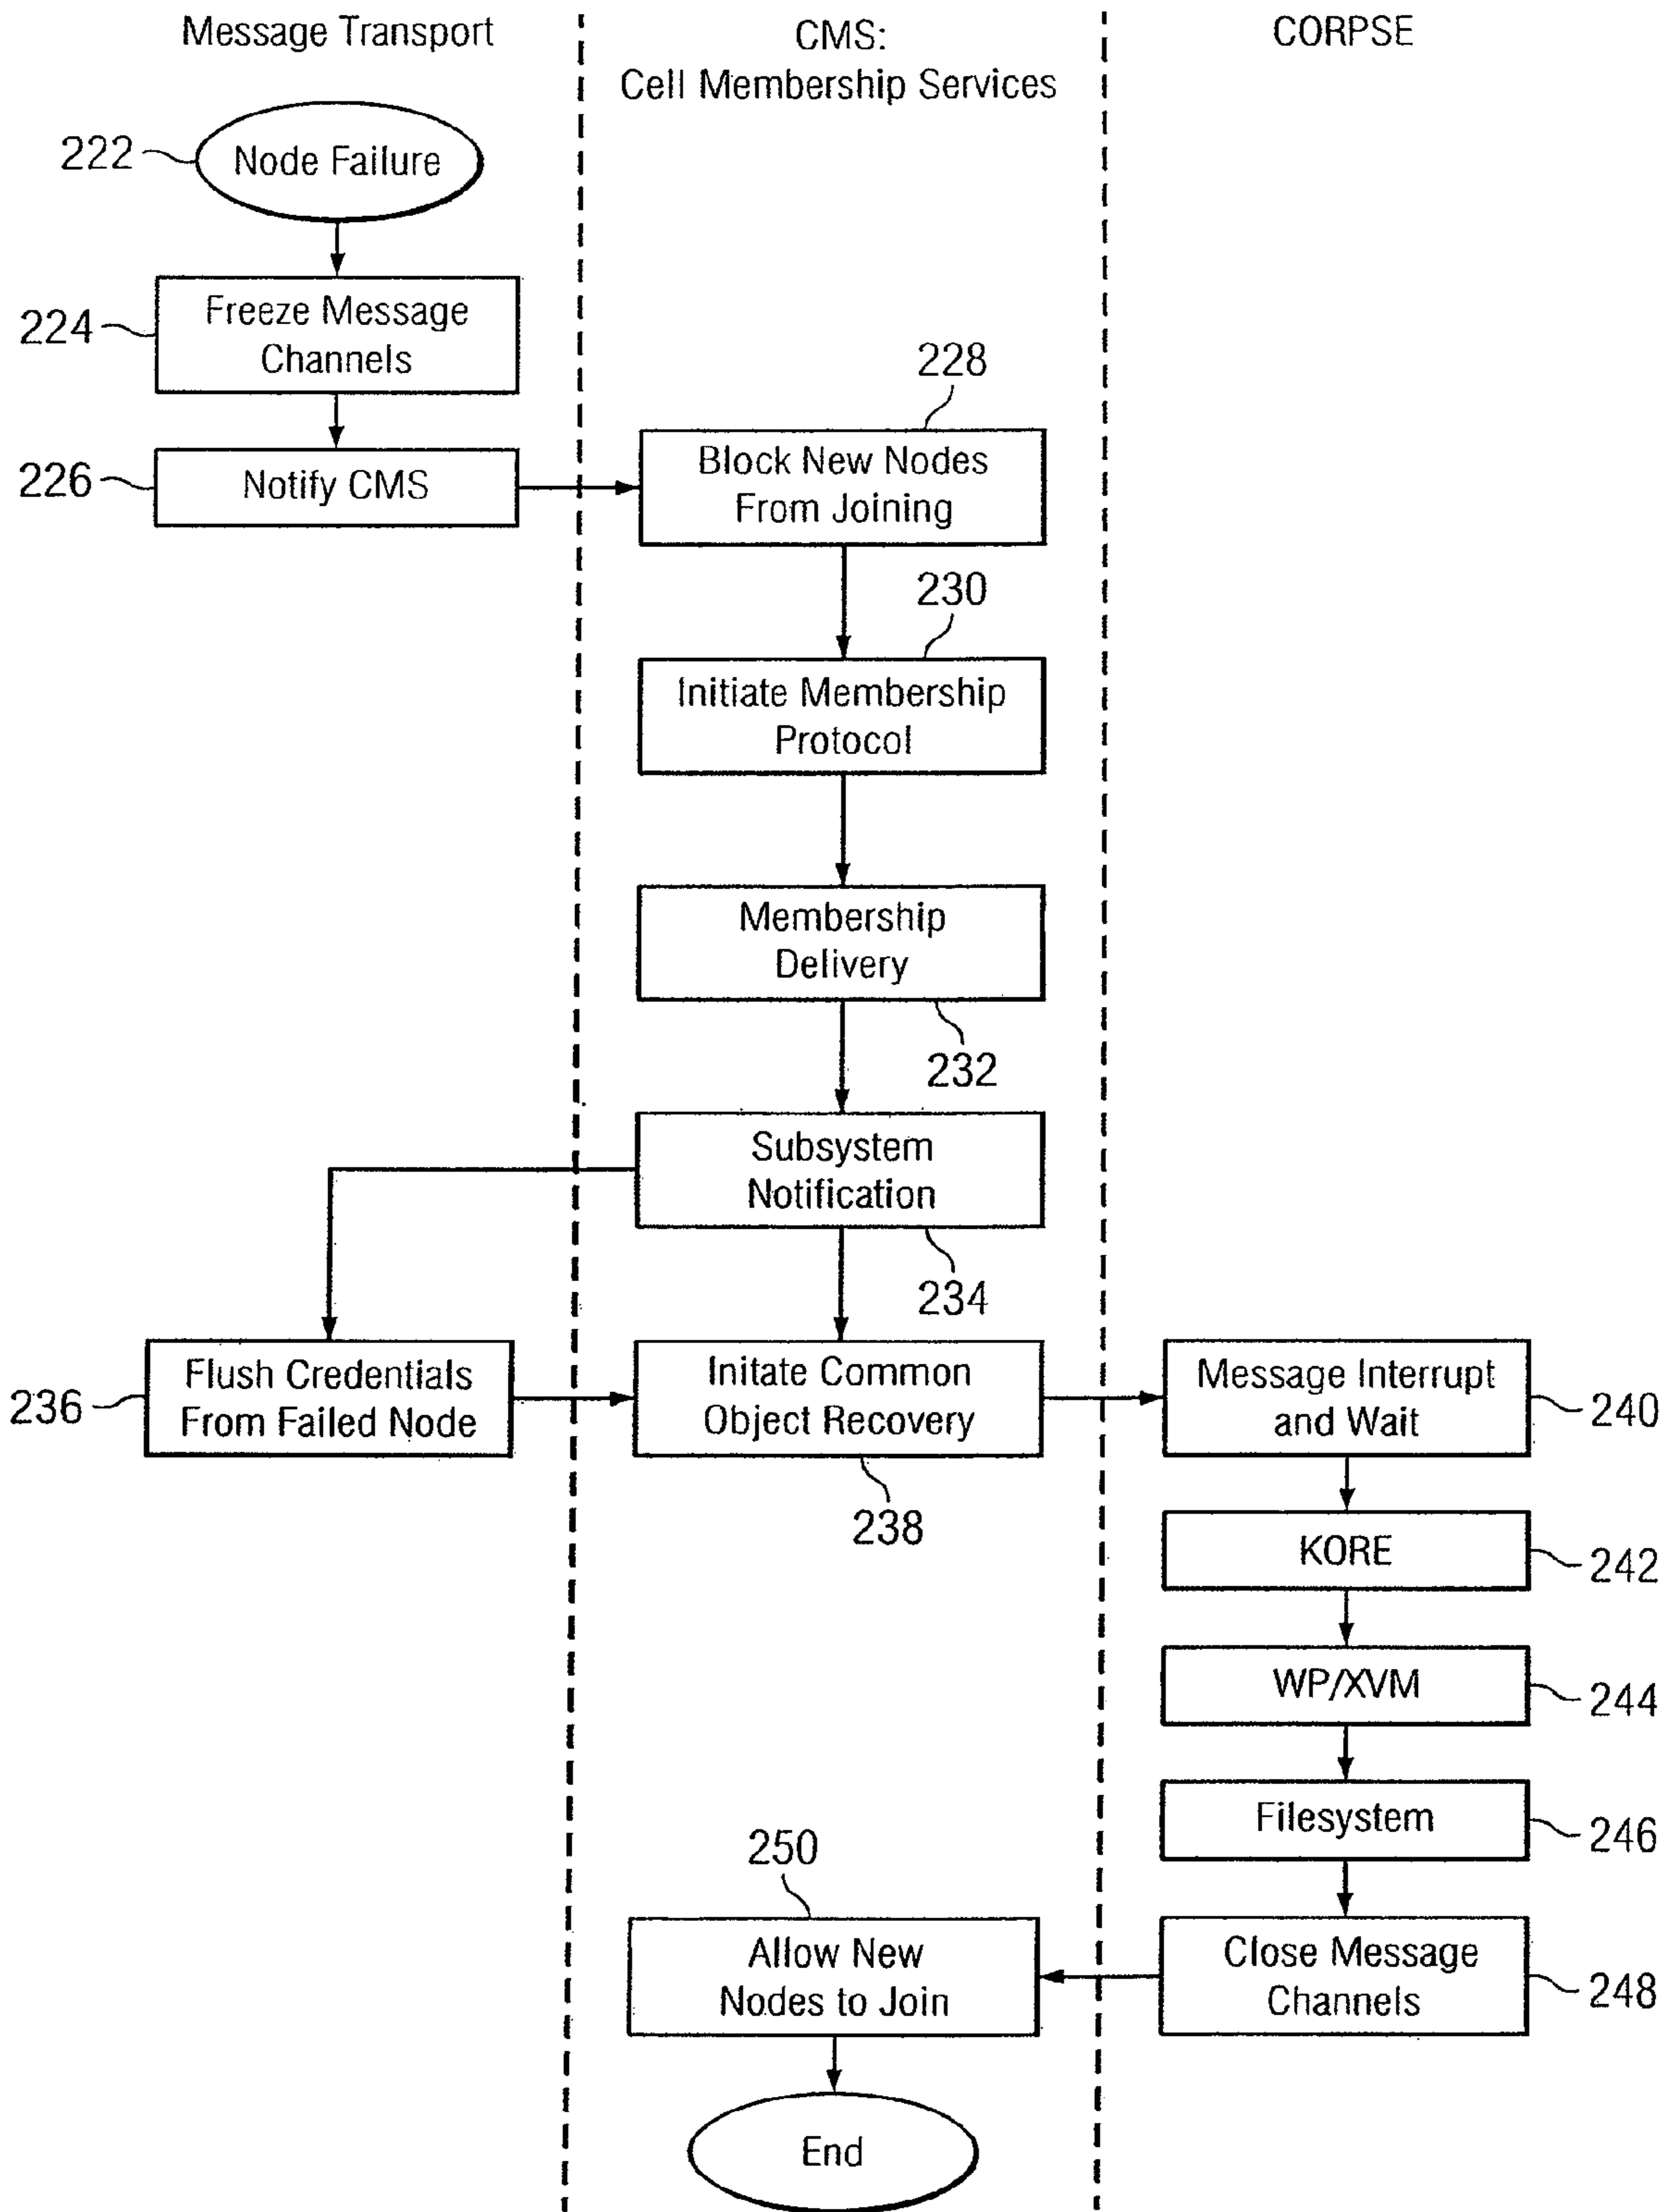 Message Transport
CMS:
Cell Membership Services
CORPSE
222
Node Failure
224
Freeze Message
Channels
226
Notify CMS
228
Block New Nodes
From Joining
230
Initiate Membership
Protocol
Membership
Delivery
232
Subsystem
Notification
234
236
Flush Credentials
From Failed Node
Initate Common
Object Recovery
238
Message Interrupt
and Wait
240
KORE
242
WP/XVM
244
Filesystem
246
250
Allow New
Nodes to Join
Close Message
Channels
248
End